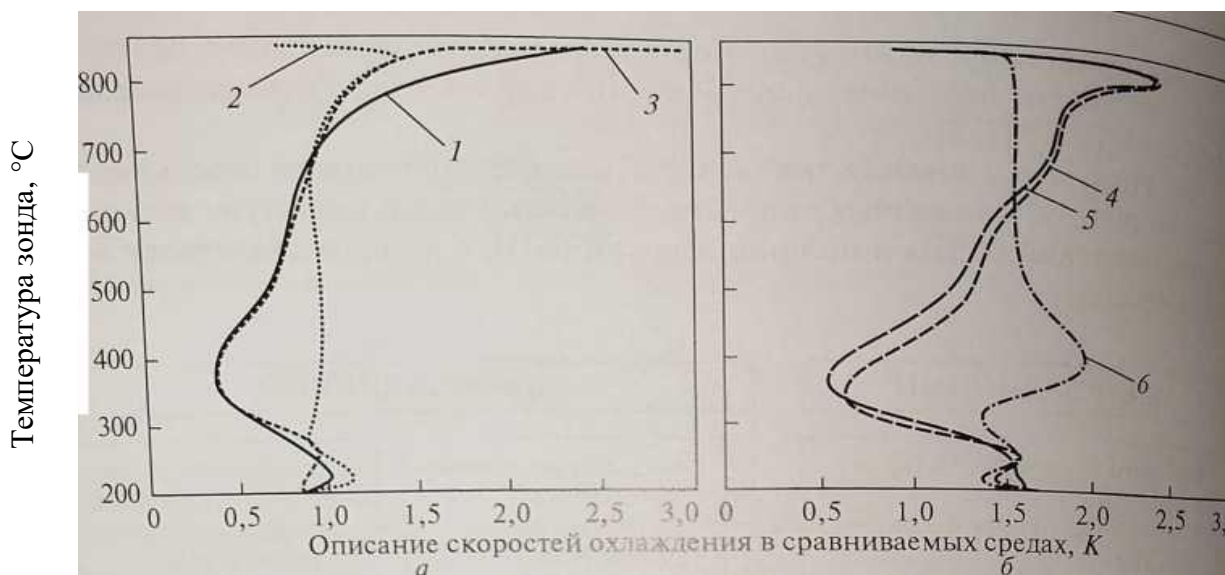 Температура зонда, °C
800
700
600
500
400
300
200
2
3
1
4
5
6
0 0,5 1,0 1,5 2,0 2,5 3,0
0 0,5 1,0 1,5 2,0 2,5
Описание скоростей охлаждения в сравниваемых средах, K
а б